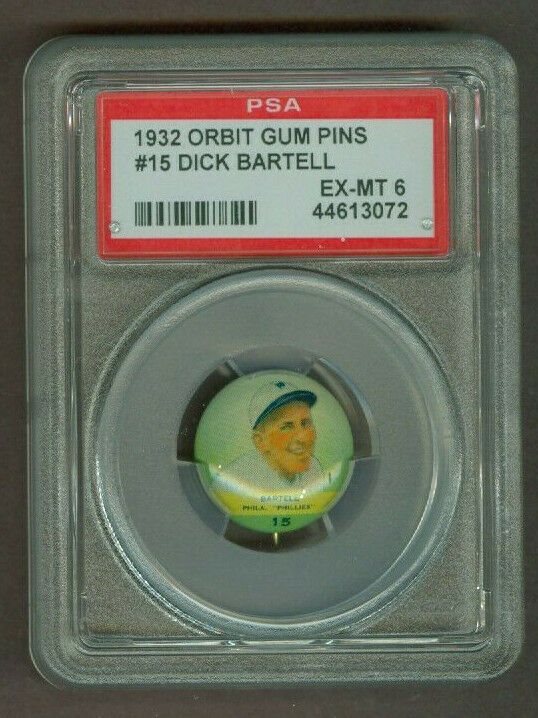 PSA
1932 ORBIT GUM PINS
#15 DICK BARTELL
EX-MT 6
44613072
BARTELL
PHILA. "PHILLIES"
15